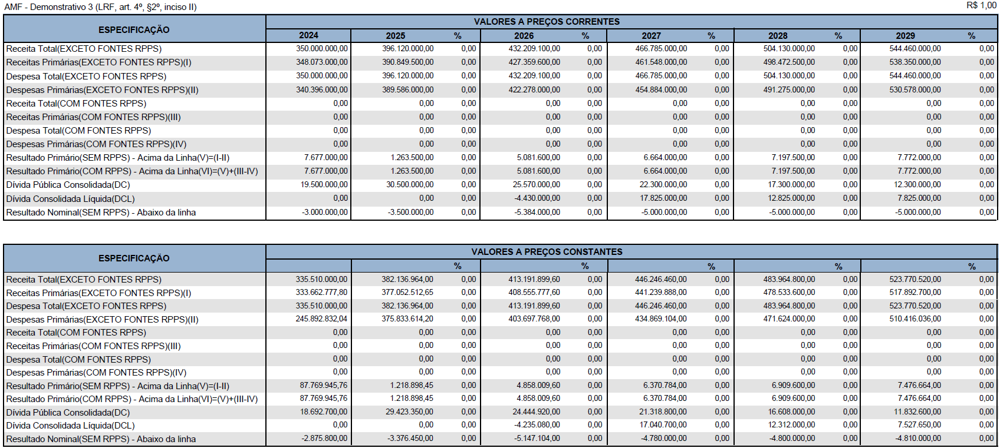 AMF - Demonstrativo 3 (LRF, art. 4º, §2º, inciso II) R$ 1,00
ESPECIFICAÇÃO VALORES A PREÇOS CORRENTES
2024 2025 % 2026 % 2027 % 2028 % 2029 %
Receita Total(EXCETO FONTES RPPS) 350.000.000,00 396.120.000,00 0,00 432.209.100,00 0,00 466.785.000,00 0,00 504.130.000,00 0,00 544.460.000,00 0,00
Receitas Primárias(EXCETO FONTES RPPS)(I) 348.073.000,00 390.849.500,00 0,00 427.359.600,00 0,00 461.548.000,00 0,00 498.472.500,00 0,00 538.350.000,00 0,00
Despesa Total(EXCETO FONTES RPPS) 350.000.000,00 396.120.000,00 0,00 432.209.100,00 0,00 466.785.000,00 0,00 504.130.000,00 0,00 544.460.000,00 0,00
Despesas Primárias(EXCETO FONTES RPPS)(II) 340.396.000,00 389.586.000,00 0,00 422.278.000,00 0,00 454.884.000,00 0,00 491.275.000,00 0,00 530.578.000,00 0,00
Receita Total(COM FONTES RPPS) 0,00 0,00 0,00 0,00 0,00 0,00 0,00 0,00 0,00 0,00 0,00
Receitas Primárias(COM FONTES RPPS)(III) 0,00 0,00 0,00 0,00 0,00 0,00 0,00 0,00 0,00 0,00 0,00
Despesa Total(COM FONTES RPPS) 0,00 0,00 0,00 0,00 0,00 0,00 0,00 0,00 0,00 0,00 0,00
Despesas Primárias(COM FONTES RPPS)(IV) 0,00 0,00 0,00 0,00 0,00 0,00 0,00 0,00 0,00 0,00 0,00
Resultado Primário(SEM RPPS) - Acima da Linha(V)=(I-II) 7.677.000,00 1.263.500,00 0,00 5.081.600,00 0,00 6.664.000,00 0,00 7.197.500,00 0,00 7.772.000,00 0,00
Resultado Primário(COM RPPS) - Acima da Linha(VI)=(V)+(III-IV) 7.677.000,00 1.263.500,00 0,00 5.081.600,00 0,00 6.664.000,00 0,00 7.197.500,00 0,00 7.772.000,00 0,00
Dívida Pública Consolidada(DC) 19.500.000,00 30.500.000,00 0,00 25.570.000,00 0,00 22.300.000,00 0,00 17.300.000,00 0,00 12.300.000,00 0,00
Dívida Consolidada Líquida(DCL) 0,00 0,00 0,00 -4.430.000,00 0,00 17.825.000,00 0,00 12.825.000,00 0,00 7.825.000,00 0,00
Resultado Nominal(SEM RPPS) - Abaixo da linha -3.000.000,00 -3.500.000,00 0,00 -5.384.000,00 0,00 -5.000.000,00 0,00 -5.000.000,00 0,00 -5.000.000,00 0,00
ESPECIFICAÇÃO VALORES A PREÇOS CONSTANTES
% % % % %
Receita Total(EXCETO FONTES RPPS) 335.510.000,00 382.136.964,00 0,00 413.191.899,60 0,00 446.246.460,00 0,00 483.964.800,00 0,00 523.770.520,00 0,00
Receitas Primárias(EXCETO FONTES RPPS)(I) 333.662.777,80 377.052.512,65 0,00 408.555.777,60 0,00 441.239.888,00 0,00 478.533.600,00 0,00 517.892.700,00 0,00
Despesa Total(EXCETO FONTES RPPS) 335.510.000,00 382.136.964,00 0,00 413.191.899,60 0,00 446.246.460,00 0,00 483.964.800,00 0,00 523.770.520,00 0,00
Despesas Primárias(EXCETO FONTES RPPS)(II) 245.892.832,04 375.833.614,20 0,00 403.697.768,00 0,00 434.869.104,00 0,00 471.624.000,00 0,00 510.416.036,00 0,00
Receita Total(COM FONTES RPPS) 0,00 0,00 0,00 0,00 0,00 0,00 0,00 0,00 0,00 0,00 0,00
Receitas Primárias(COM FONTES RPPS)(III) 0,00 0,00 0,00 0,00 0,00 0,00 0,00 0,00 0,00 0,00 0,00
Despesa Total(COM FONTES RPPS) 0,00 0,00 0,00 0,00 0,00 0,00 0,00 0,00 0,00 0,00 0,00
Despesas Primárias(COM FONTES RPPS)(IV) 0,00 0,00 0,00 0,00 0,00 0,00 0,00 0,00 0,00 0,00 0,00
Resultado Primário(SEM RPPS) - Acima da Linha(V)=(I-II) 87.769.945,76 1.218.898,45 0,00 4.858.009,60 0,00 6.370.784,00 0,00 6.909.600,00 0,00 7.476.664,00 0,00
Resultado Primário(COM RPPS) - Acima da Linha(VI)=(V)+(III-IV) 87.769.945,76 1.218.898,45 0,00 4.858.009,60 0,00 6.370.784,00 0,00 6.909.600,00 0,00 7.476.664,00 0,00
Dívida Pública Consolidada(DC) 18.692.700,00 29.423.350,00 0,00 24.444.920,00 0,00 21.318.800,00 0,00 16.608.000,00 0,00 11.832.600,00 0,00
Dívida Consolidada Líquida(DCL) 0,00 0,00 0,00 -4.235.080,00 0,00 17.040.700,00 0,00 12.312.000,00 0,00 7.527.650,00 0,00
Resultado Nominal(SEM RPPS) - Abaixo da linha -2.875.800,00 -3.376.450,00 0,00 -5.147.104,00 0,00 -4.780.000,00 0,00 -4.800.000,00 0,00 -4.810.000,00 0,00